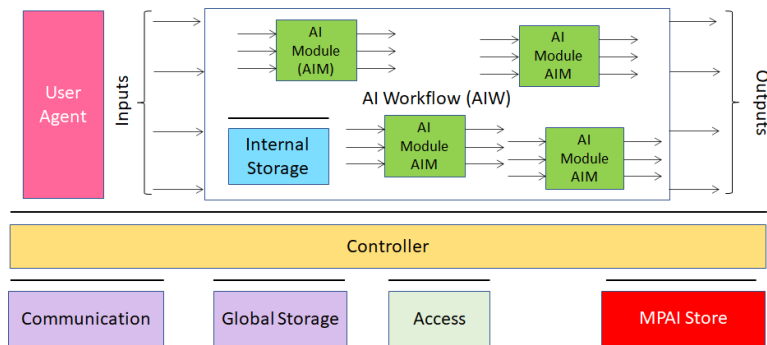 User
Agent
Inputs
AI
Module
(AIM)
AI
Module
AIM
AI Workflow (AIW)
Internal
Storage
AI
Module
AIM
AI
Module
AIM
Outputs
Controller
Communication
Global Storage
Access
MPAI Store